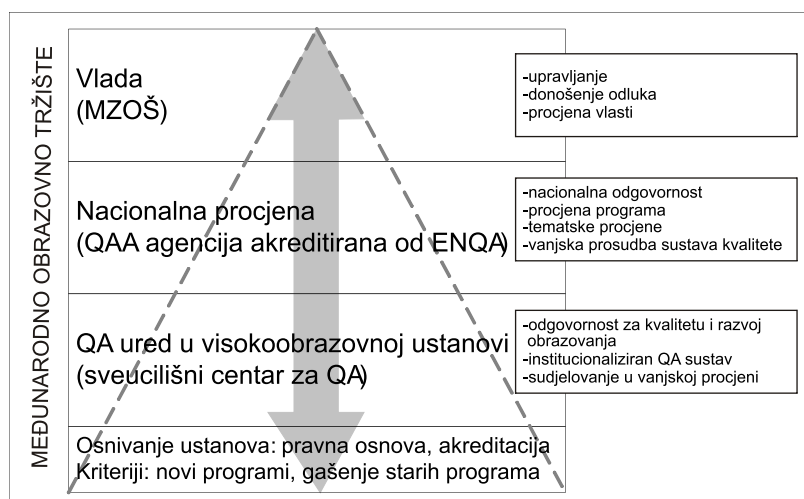 MEĐUNARODNO OBRAZOVNO TRŽIŠTE
Vlada
(MZOŠ)
-upravljanje
-donošenje odluka
-procjena vlasti
Nacionalna procjena
(QAA agencija akreditirana od ENQA)
-nacionalna odgovornost
-procjena programa
-tematske procjene
-vanjska prosudba sustava kvalitete
QA ured u visokoobrazovnoj ustanovi
(sveucilišni centar za QA)
-odgovornost za kvalitetu i razvoj
obrazovanja
-institucionaliziran QA sustav
-sudjelovanje u vanjskoj procjeni
Osnivanje ustanova: pravna osnova, akreditacija
Kriteriji: novi programi, gašenje starih programa